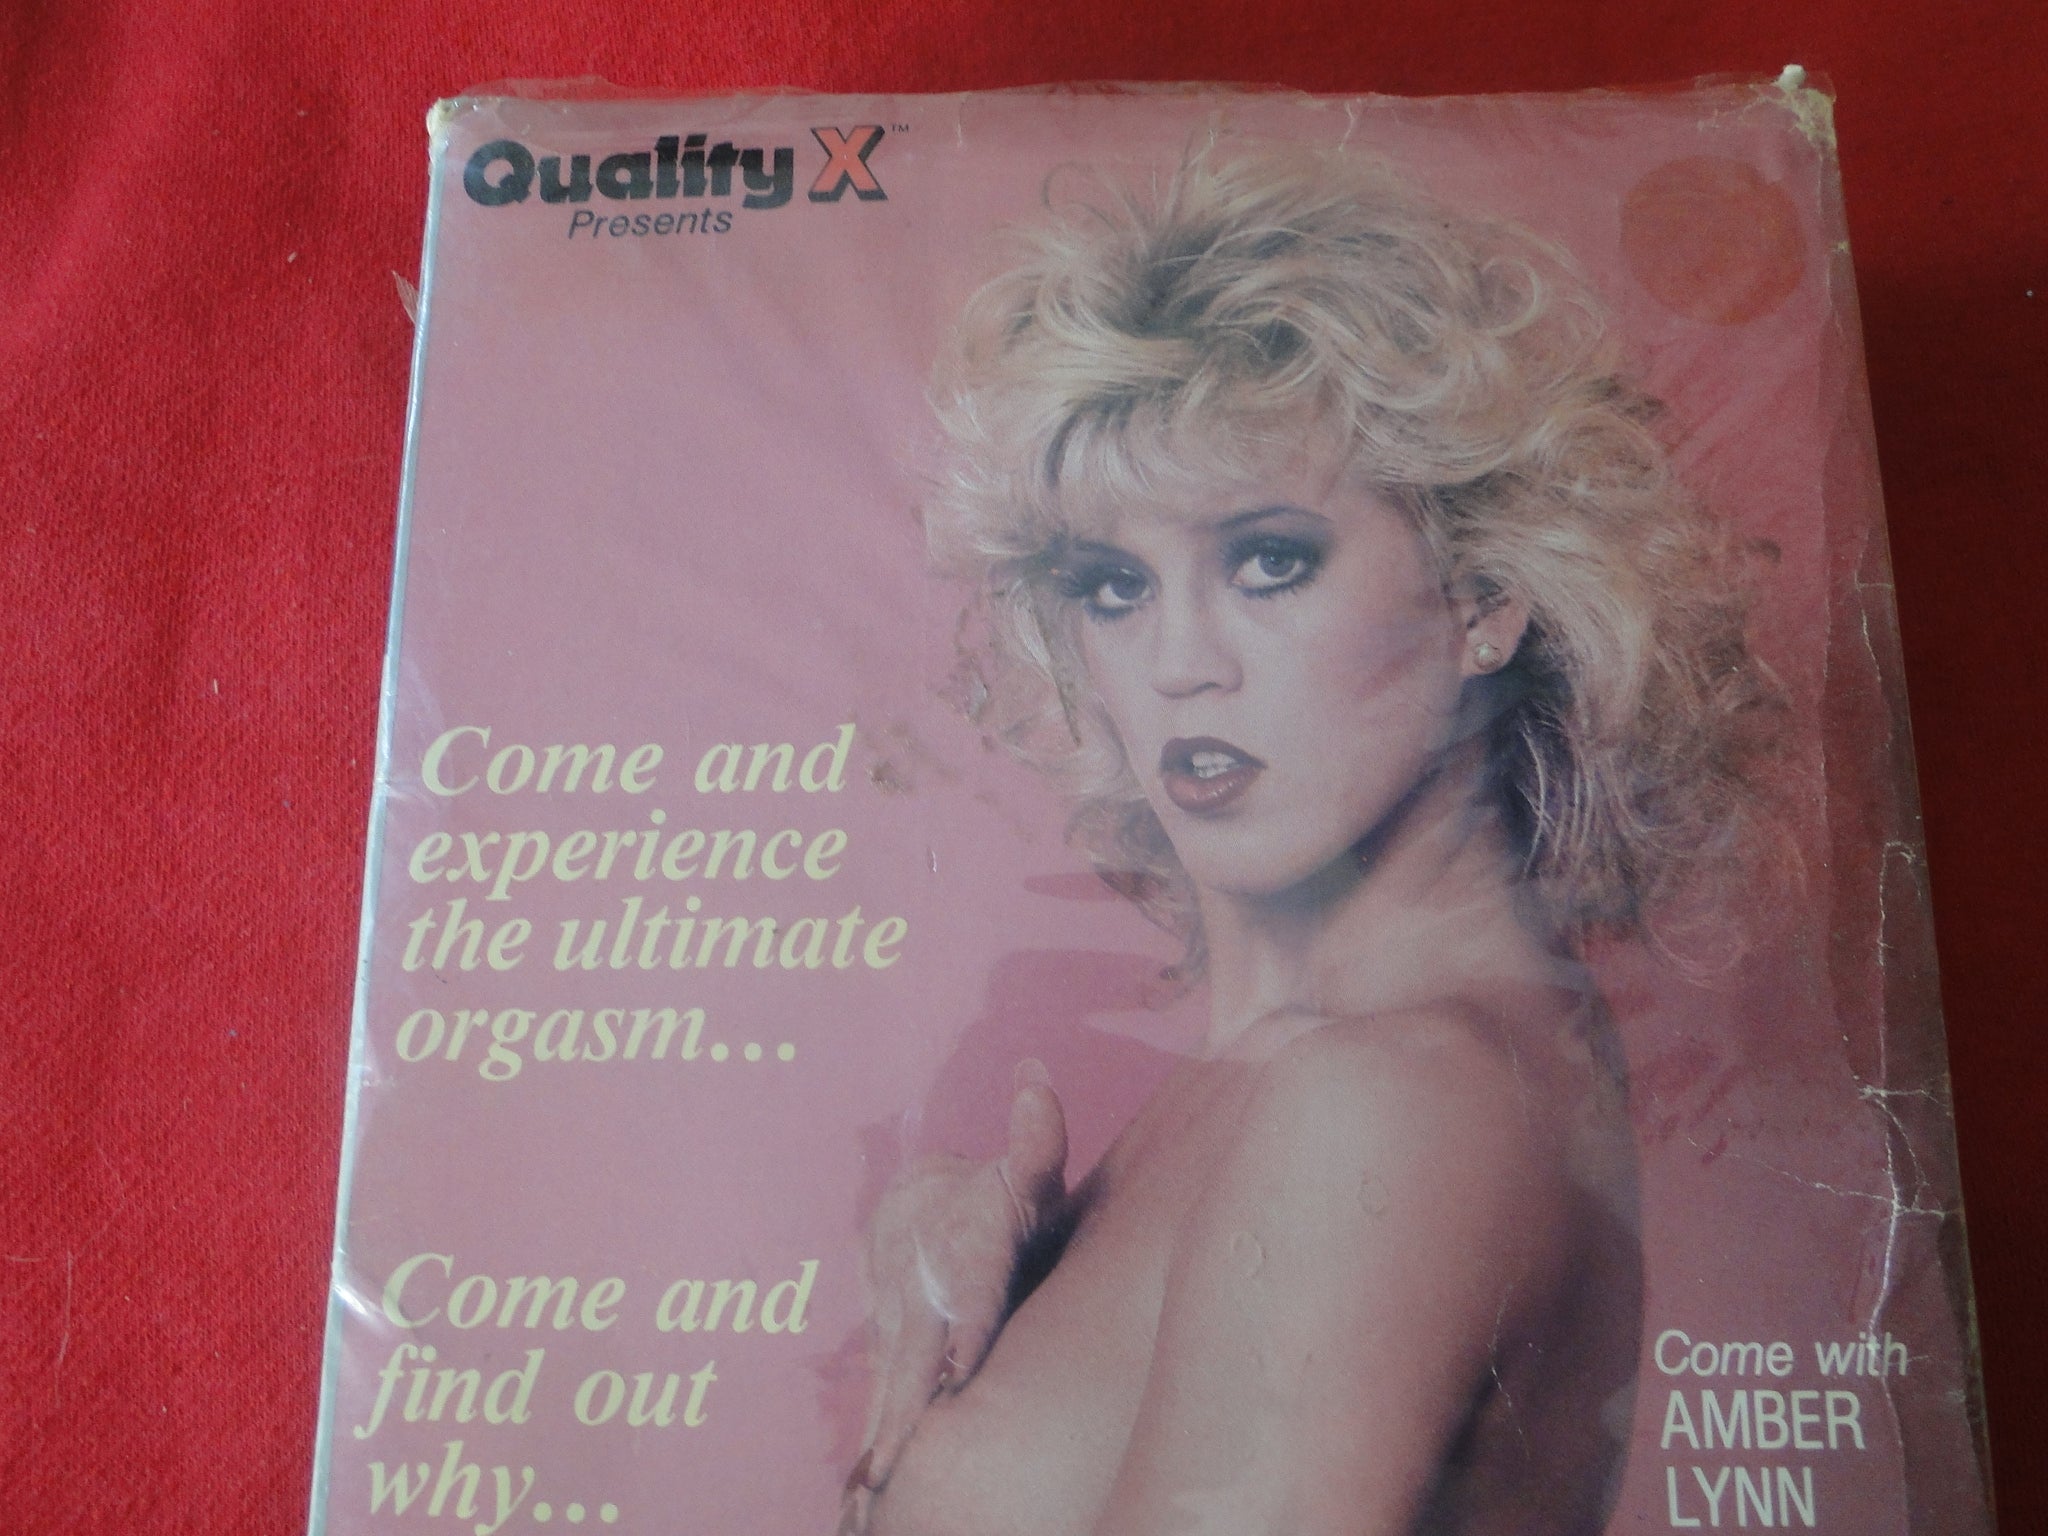 Quality X™
Presents
Come and
experience
the ultimate
orgasm...
Come and
find out
why...
Come with
AMBER
LYNN